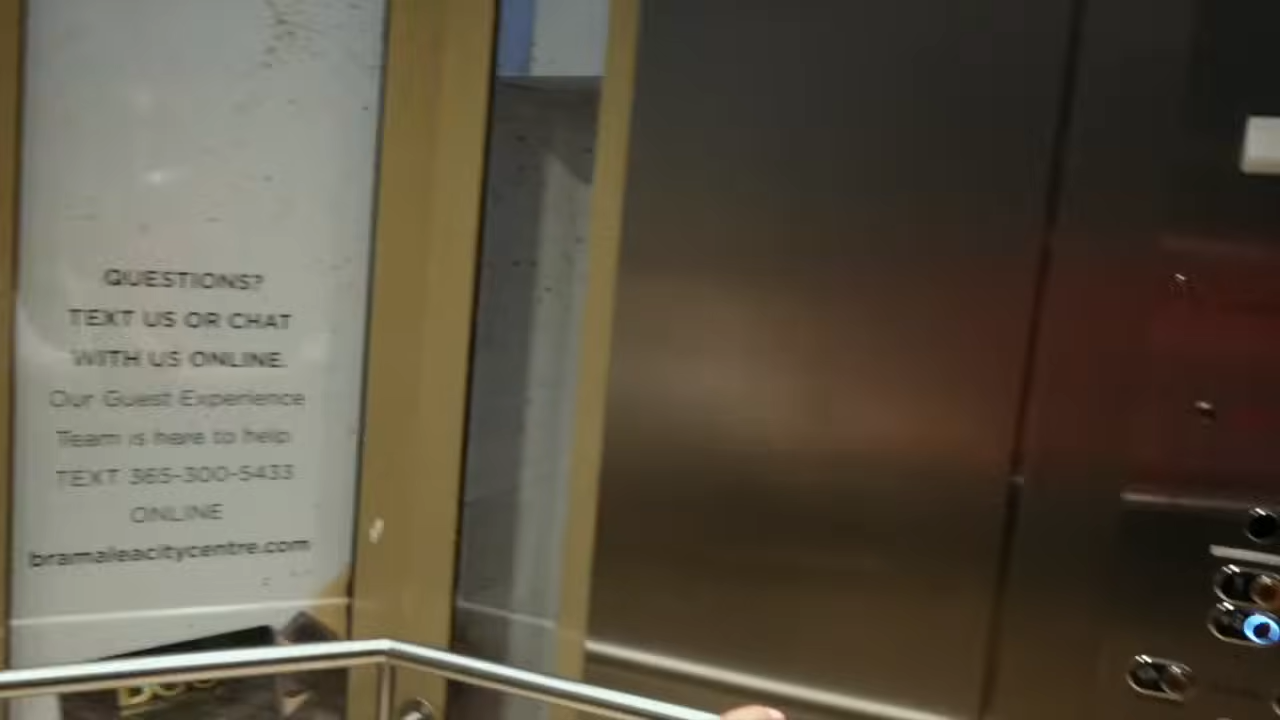 QUESTIONS?
TEXT US OR CHAT
WITH US ONLINE.
Our Guest Experience
Team is here to help.
TEXT 365-300-5433
ONLINE
bramaleacitycentre.com